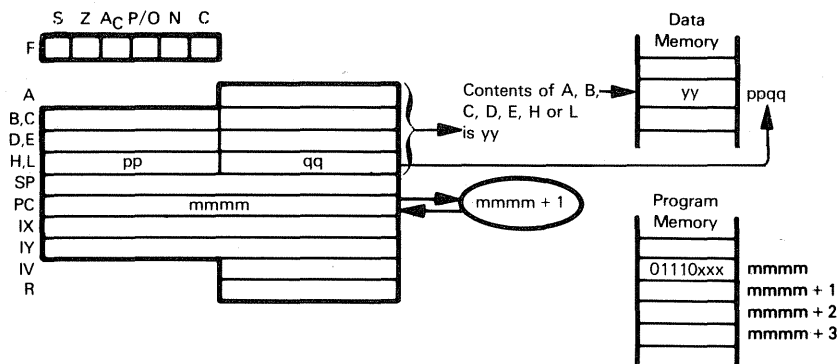 S Z AC P/O N C
F
A
B,C
D,E
H,L pp qq
SP
PC mmmm
IX
IY
IV
R
mmmm + 1
Contents of A, B,
C, D, E, H or L
is yy
Data
Memory
yy ppqq
Program
Memory
01110xxx mmmm
mmmm + 1
mmmm + 2
mmmm + 3